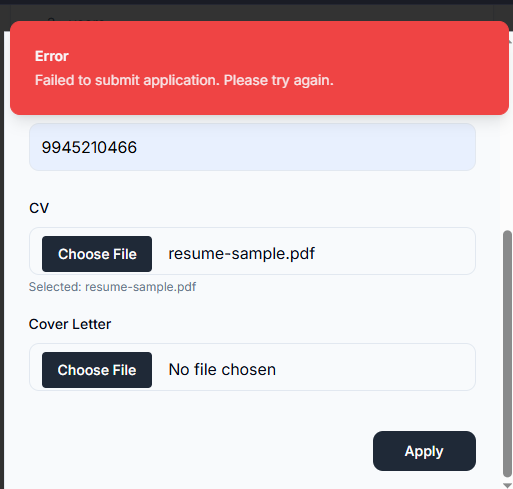 Error
Failed to submit application. Please try again.
9945210466
CV
Choose File resume-sample.pdf
Selected: resume-sample.pdf
Cover Letter
Choose File No file chosen
Apply